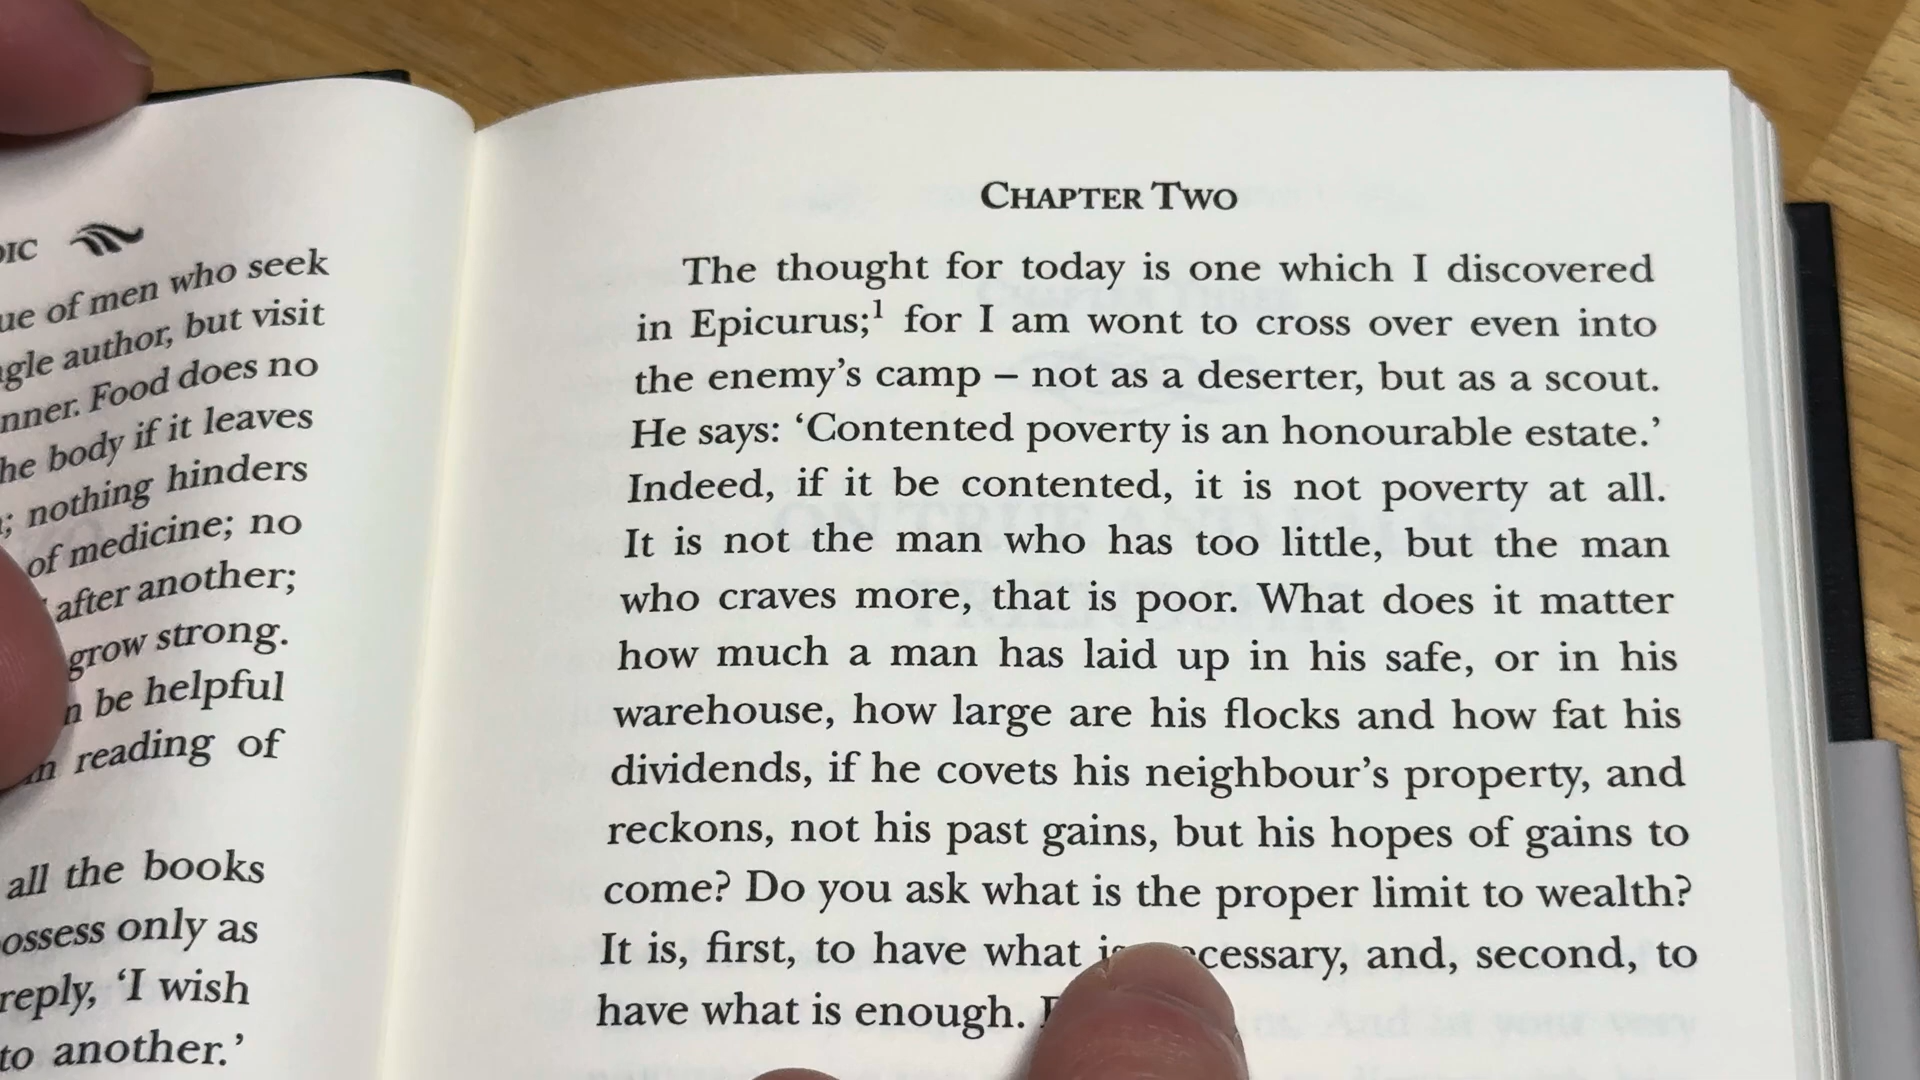 ue of men who seek
gle author, but visit
nner. Food does no
he body if it leaves
; nothing hinders
of medicine; no
after another;
grow strong.
be helpful
reading of
all the books
ossess only as
reply, ‘I wish
to another.’
CHAPTER TWO
The thought for today is one which I discovered
in Epicurus;¹ for I am wont to cross over even into
the enemy’s camp – not as a deserter, but as a scout.
He says: ‘Contented poverty is an honourable estate.’
Indeed, if it be contented, it is not poverty at all.
It is not the man who has too little, but the man
who craves more, that is poor. What does it matter
how much a man has laid up in his safe, or in his
warehouse, how large are his flocks and how fat his
dividends, if he covets his neighbour’s property, and
reckons, not his past gains, but his hopes of gains to
come? Do you ask what is the proper limit to wealth?
It is, first, to have what is cessary, and, second, to
have what is enough.